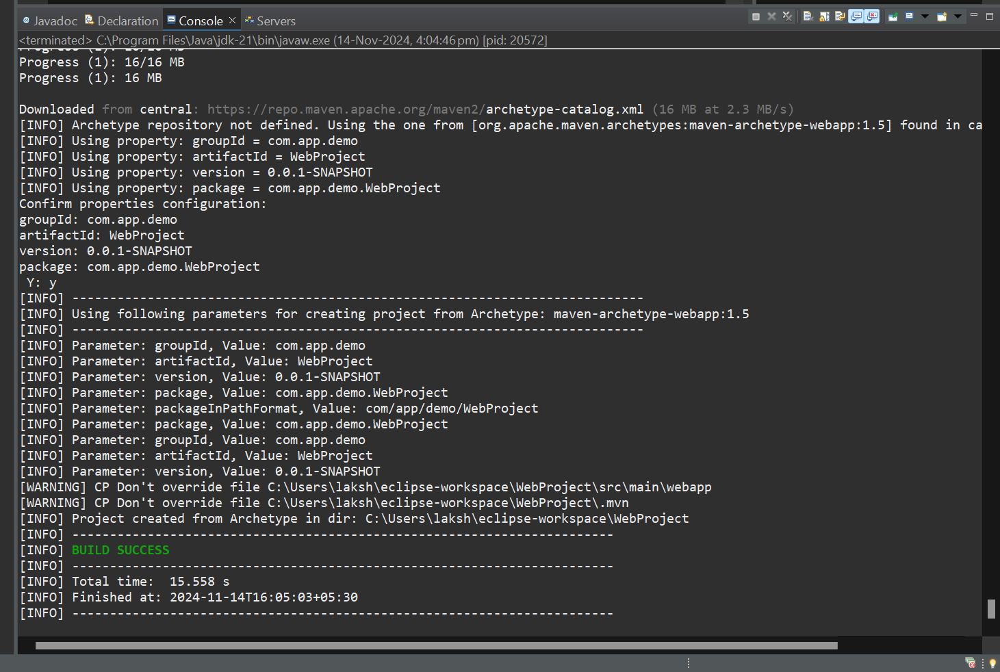 Javadoc Declaration Console Servers
<terminated> C:\Program Files\Java\jdk-21\bin\javaw.exe (14-Nov-2024, 4:04:46 pm) [pid: 20572]
Progress (1): 16/16 MB
Progress (1): 16 MB
Downloaded from central: https://repo.maven.apache.org/maven2/archetype-catalog.xml (16 MB at 2.3 MB/s)
[INFO] Archetype repository not defined. Using the one from [org.apache.maven.archetypes:maven-archetype-webapp:1.5] found in ca
[INFO] Using property: groupId = com.app.demo
[INFO] Using property: artifactId = WebProject
[INFO] Using property: version = 0.0.1-SNAPSHOT
[INFO] Using property: package = com.app.demo.WebProject
Confirm properties configuration:
groupId: com.app.demo
artifactId: WebProject
version: 0.0.1-SNAPSHOT
package: com.app.demo.WebProject
Y: y
[INFO] ----------------------------------------------------------------------------
[INFO] Using following parameters for creating project from Archetype: maven-archetype-webapp:1.5
[INFO] ----------------------------------------------------------------------------
[INFO] Parameter: groupId, Value: com.app.demo
[INFO] Parameter: artifactId, Value: WebProject
[INFO] Parameter: version, Value: 0.0.1-SNAPSHOT
[INFO] Parameter: package, Value: com.app.demo.WebProject
[INFO] Parameter: packageInPathFormat, Value: com/app/demo/WebProject
[INFO] Parameter: package, Value: com.app.demo.WebProject
[INFO] Parameter: groupId, Value: com.app.demo
[INFO] Parameter: artifactId, Value: WebProject
[INFO] Parameter: version, Value: 0.0.1-SNAPSHOT
[WARNING] CP Don't override file C:\Users\laksh\eclipse-workspace\WebProject\src\main\webapp
[WARNING] CP Don't override file C:\Users\laksh\eclipse-workspace\WebProject\.mvn
[INFO] Project created from Archetype in dir: C:\Users\laksh\eclipse-workspace\WebProject
[INFO] ------------------------------------------------------------------------
[INFO] BUILD SUCCESS
[INFO] ------------------------------------------------------------------------
[INFO] Total time:  15.558 s
[INFO] Finished at: 2024-11-14T16:05:03+05:30
[INFO] ------------------------------------------------------------------------